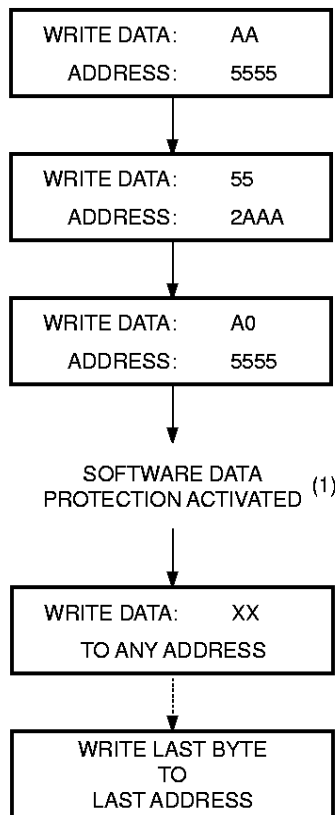 WRITE DATA: AA
ADDRESS: 5555
WRITE DATA: 55
ADDRESS: 2AAA
WRITE DATA: A0
ADDRESS: 5555
SOFTWARE DATA
PROTECTION ACTIVATED (1)
WRITE DATA: XX
TO ANY ADDRESS
WRITE LAST BYTE
TO
LAST ADDRESS